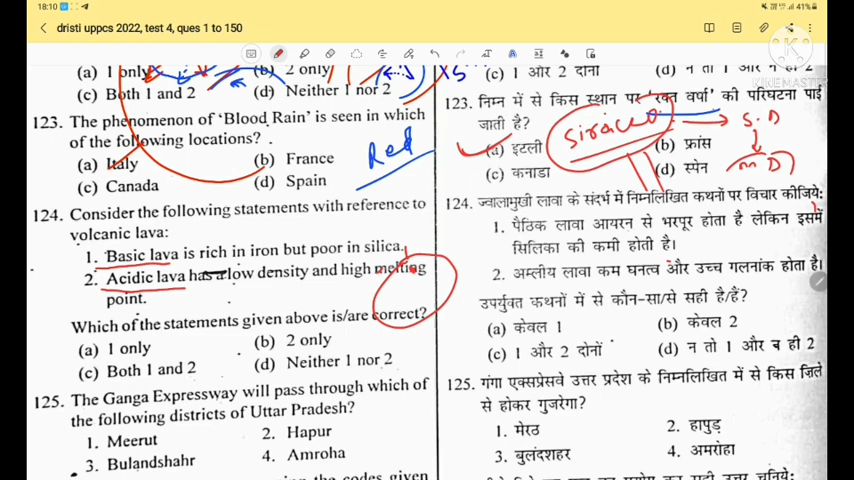 18:10
41%
dristi uppcs 2022, test 4, ques 1 to 150
KINEMASTER
(a) 1 only
(b) 2 only
(c) Both 1 and 2
(d) Neither 1 nor 2
123. The phenomenon of 'Blood Rain' is seen in which
of the following locations?
(a) Italy
(b) France
(c) Canada
(d) Spain
Red
124. Consider the following statements with reference to
volcanic lava:
1. Basic lava is rich in iron but poor in silica.
2. Acidic lava has low density and high melting
point.
Which of the statements given above is/are correct?
(a) 1 only
(b) 2 only
(c) Both 1 and 2
(d) Neither 1 nor 2
125. The Ganga Expressway will pass through which of
the following districts of Uttar Pradesh?
1. Meerut
2. Hapur
3. Bulandshahr
4. Amroha
the codes given
(c) 1 और 2 दोनों
(d) न तो 1 और न ही 2
123. निम्न में से किस स्थान पर 'रक्त वर्षा' की परिघटना पाई
जाती है?
(a) इटली
(b) फ्रांस
(c) कनाडा
(d) स्पेन
S.D
m D
124. ज्वालामुखी लावा के संदर्भ में निम्नलिखित कथनों पर विचार कीजिये:
1. पैठिक लावा आयरन से भरपूर होता है लेकिन इसमें
सिलिका की कमी होती है।
2. अम्लीय लावा कम घनत्व और उच्च गलनांक होता है।
उपर्युक्त कथनों में से कौन-सा/से सही है/हैं?
(a) केवल 1
(b) केवल 2
(c) 1 और 2 दोनों
(d) न तो 1 और न ही 2
125. गंगा एक्सप्रेसवे उत्तर प्रदेश के निम्नलिखित में से किस ज़िले
से होकर गुजरेगा?
1. मेरठ
2. हापुड़
3. बुलंदशहर
4. अमरोहा